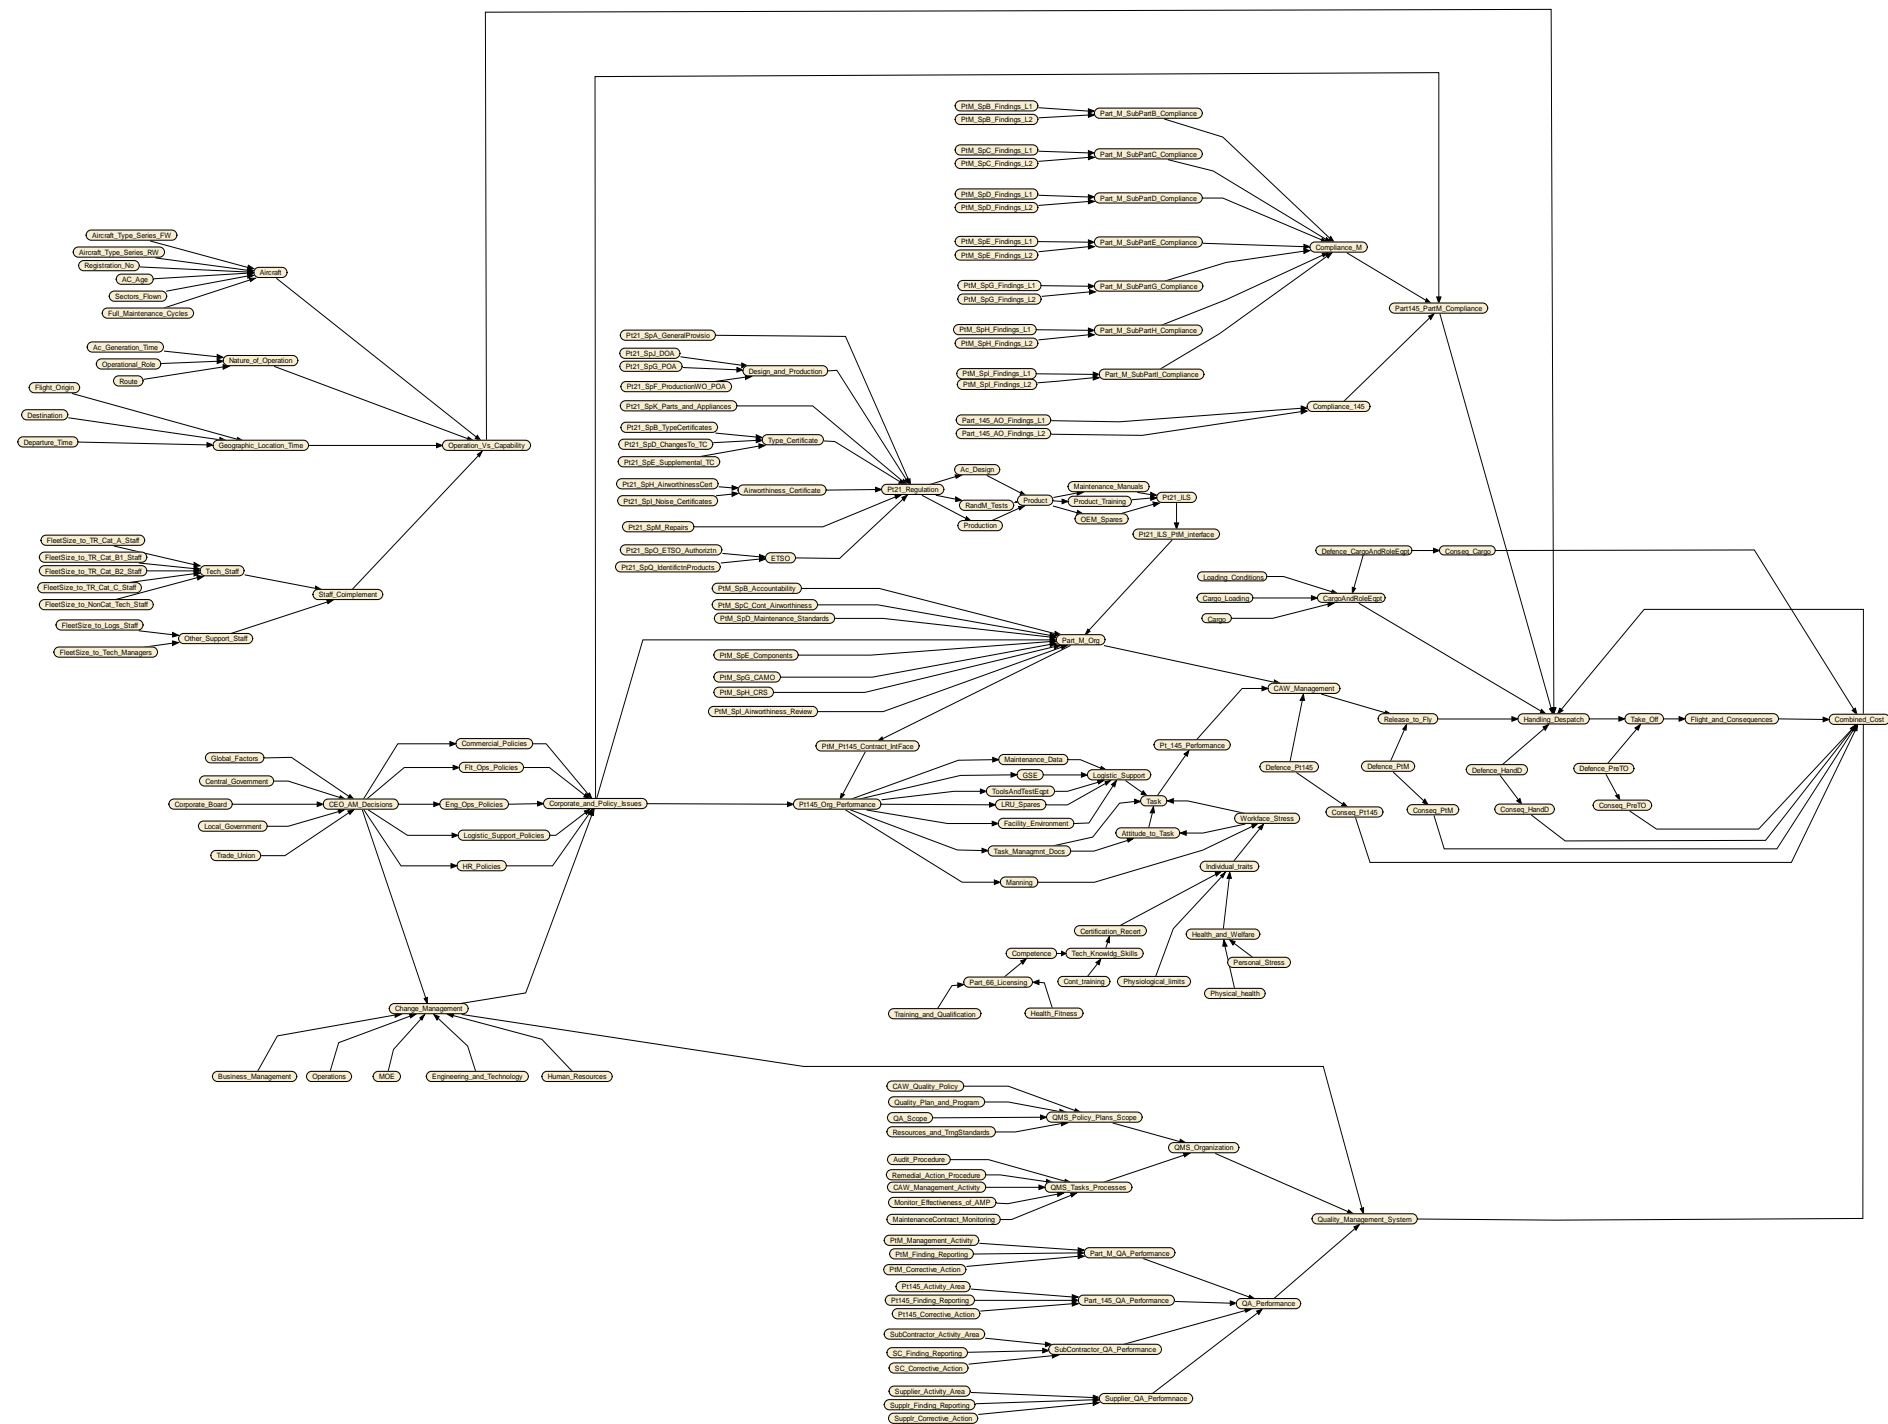 PtM_SpB_Findings_L1
PtM_SpB_Findings_L2
Part_M_SubPartB_Compliance
PtM_SpC_Findings_L1
PtM_SpC_Findings_L2
Part_M_SubPartC_Compliance
PtM_SpD_Findings_L1
PtM_SpD_Findings_L2
Part_M_SubPartD_Compliance
PtM_SpE_Findings_L1
PtM_SpE_Findings_L2
Part_M_SubPartE_Compliance
Compliance_M
PtM_SpG_Findings_L1
PtM_SpG_Findings_L2
Part_M_SubPartG_Compliance
PtM_SpH_Findings_L1
PtM_SpH_Findings_L2
Part_M_SubPartH_Compliance
PtM_SpI_Findings_L1
PtM_SpI_Findings_L2
Part_M_SubPartI_Compliance
Part_145_AO_Findings_L1
Part_145_AO_Findings_L2
Compliance_145
Part145_PartM_Compliance
Aircraft_Type_Series_FW
Aircraft_Type_Series_RW
Registration_No
AC_Age
Sectors_Flown
Full_Maintenance_Cycles
Aircraft
Ac_Generation_Time
Operational_Role
Route
Nature_of_Operation
Flight_Origin
Destination
Departure_Time
Geographic_Location_Time
Operation_Vs_Capability
FleetSize_to_TR_Cat_A_Staff
FleetSize_to_TR_Cat_B1_Staff
FleetSize_to_TR_Cat_B2_Staff
FleetSize_to_TR_Cat_C_Staff
FleetSize_to_NonCat_Tech_Staff
Tech_Staff
Staff_Coimplement
FleetSize_to_Logs_Staff
Other_Support_Staff
FleetSize_to_Tech_Managers
Pt21_SpA_GeneralProvisio
Pt21_SpJ_DOA
Pt21_SpG_POA
Pt21_SpF_ProductionWO_POA
Design_and_Production
Pt21_SpK_Parts_and_Appliances
Pt21_SpB_TypeCertificates
Pt21_SpD_ChangesTo_TC
Pt21_SpE_Supplemental_TC
Type_Certificate
Pt21_SpH_AirworthinessCert
Pt21_SpI_Noise_Certificates
Airworthiness_Certificate
Pt21_SpM_Repairs
Pt21_SpO_ETSO_Authoriztn
Pt21_SpQ_IdentifictnProducts
ETSO
Pt21_Regulation
Ac_Design
RandM_Tests
Production
Product
Maintenance_Manuals
Product_Training
OEM_Spares
Pt21_ILS
Pt21_ILS_PtM_interface
PtM_SpB_Accountability
PtM_SpC_Cont_Airworthiness
PtM_SpD_Maintenance_Standards
Part_M_Org
PtM_SpE_Components
PtM_SpG_CAMO
PtM_SpH_CRS
PtM_SpI_Airworthiness_Review
Defence_CargoAndRoleEqpt
Conseq_Cargo
Loading_Conditions
Cargo_Loading
Cargo
CargoAndRoleEqpt
CAW_Management
Release_to_Fly
Handling_Despatch
Take_Off
Flight_and_Consequences
Combined_Cost
PtM_Pt145_Contract_IntFace
Pt_145_Performance
Defence_Pt145
Defence_PtM
Defence_HandD
Defence_PreTO
Conseq_Pt145
Conseq_PtM
Conseq_HandD
Conseq_PreTO
Global_Factors
Central_Government
Corporate_Board
Local_Government
Trade_Union
CEO_AM_Decisions
Commercial_Policies
Flt_Ops_Policies
Eng_Ops_Policies
Logistic_Support_Policies
HR_Policies
Corporate_and_Policy_Issues
Pt145_Org_Performance
Maintenance_Data
GSE
ToolsAndTestEqpt
LRU_Spares
Facility_Environment
Task_Managmnt_Docs
Manning
Logistic_Support
Task
Attitude_to_Task
Workface_Stress
Individual_traits
Certification_Recert
Health_and_Welfare
Competence
Tech_Knowldg_Skills
Personal_Stress
Part_66_Licensing
Cont_training
Physiological_limits
Physical_health
Training_and_Qualification
Health_Fitness
Change_Management
Business_Management
Operations
MOE
Engineering_and_Technology
Human_Resources
CAW_Quality_Policy
Quality_Plan_and_Program
QA_Scope
Resources_and_TrngStandards
QMS_Policy_Plans_Scope
QMS_Organization
Audit_Procedure
Remedial_Action_Procedure
CAW_Management_Activity
Monitor_Effectiveness_of_AMP
MaintenanceContract_Monitoring
QMS_Tasks_Processes
Quality_Management_System
PtM_Management_Activity
PtM_Finding_Reporting
PtM_Corrective_Action
Part_M_QA_Performance
Pt145_Activity_Area
Pt145_Finding_Reporting
Pt145_Corrective_Action
Part_145_QA_Performance
QA_Performance
SubContractor_Activity_Area
SC_Finding_Reporting
SC_Corrective_Action
SubContractor_QA_Performance
Supplier_Activity_Area
Supplr_Finding_Reporting
Supplr_Corrective_Action
Supplier_QA_Performnace